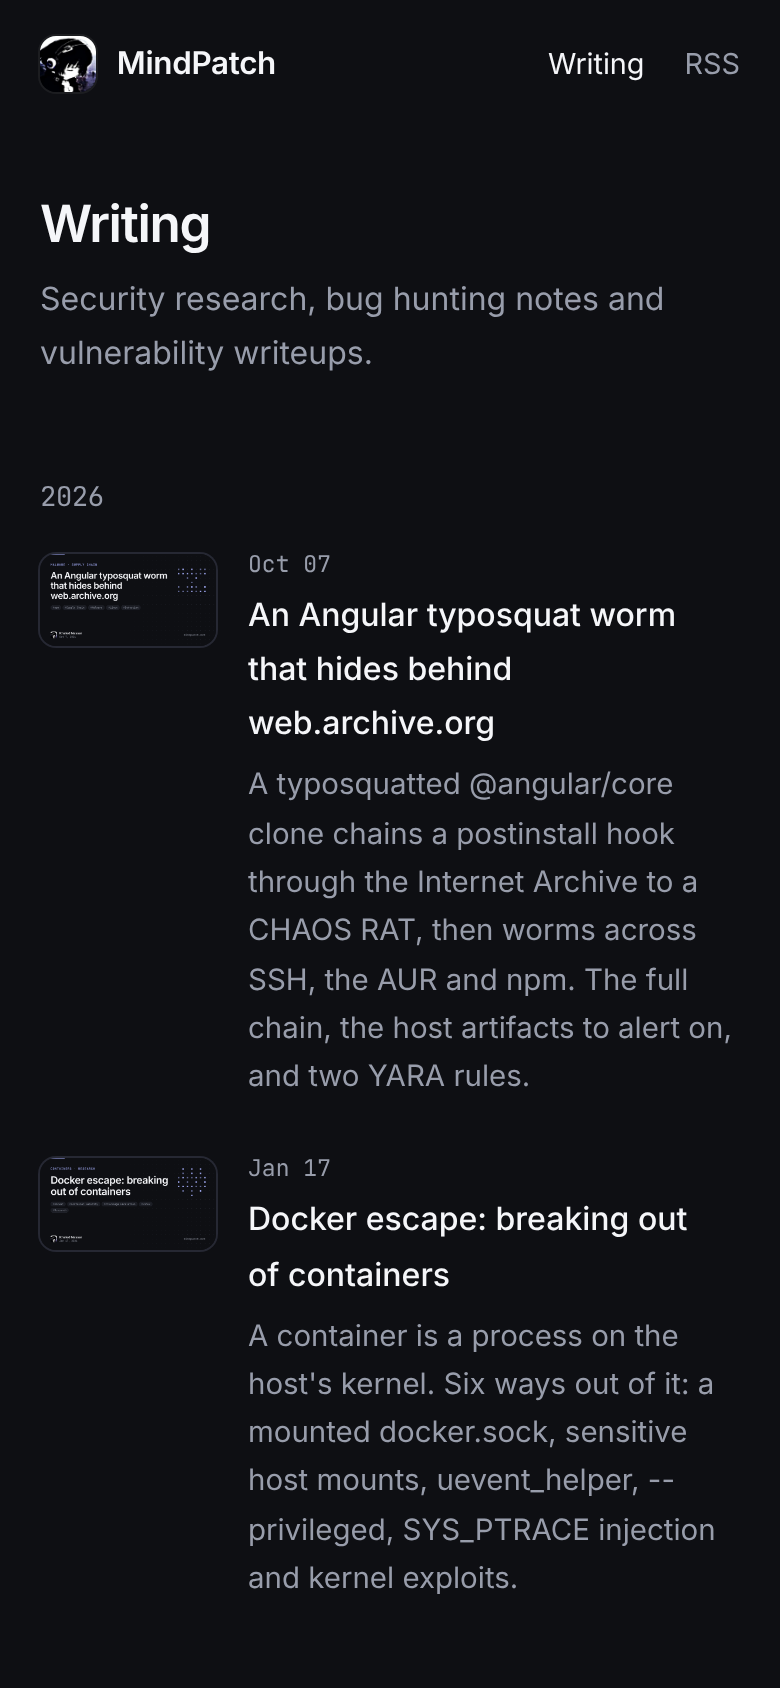 MindPatch
Writing
RSS
Writing
Security research, bug hunting notes and
vulnerability writeups.
2026
An Angular typosquat worm
that hides behind
web.archive.org
Oct 07
An Angular typosquat worm
that hides behind
web.archive.org
A typosquatted @angular/core
clone chains a postinstall hook
through the Internet Archive to a
CHAOS RAT, then worms across
SSH, the AUR and npm. The full
chain, the host artifacts to alert on,
and two YARA rules.
Docker escape: breaking
out of containers
Jan 17
Docker escape: breaking out
of containers
A container is a process on the
host's kernel. Six ways out of it: a
mounted docker.sock, sensitive
host mounts, uevent_helper, --
privileged, SYS_PTRACE injection
and kernel exploits.